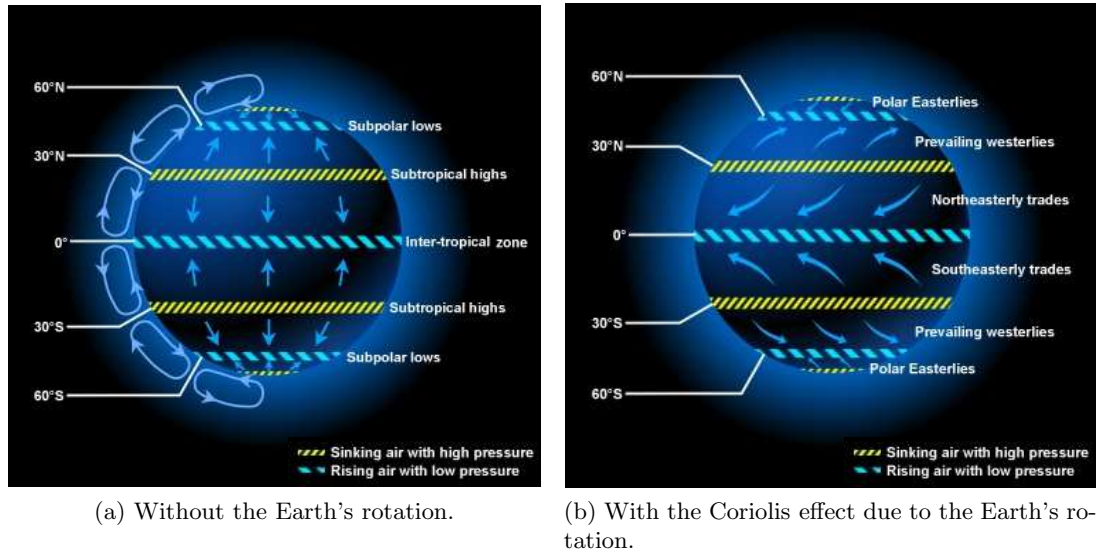 60°N
Subpolar lows
30°N
Subtropical highs
0°
Inter-tropical zone
Subtropical highs
30°S
Subpolar lows
60°S
Sinking air with high pressure
Rising air with low pressure
(a) Without the Earth's rotation.
60°N
Polar Easterlies
Prevailing westerlies
30°N
Northeasterly trades
0°
Southeasterly trades
30°S
Prevailing westerlies
Polar Easterlies
60°S
Sinking air with high pressure
Rising air with low pressure
(b) With the Coriolis effect due to the Earth's ro-
tation.